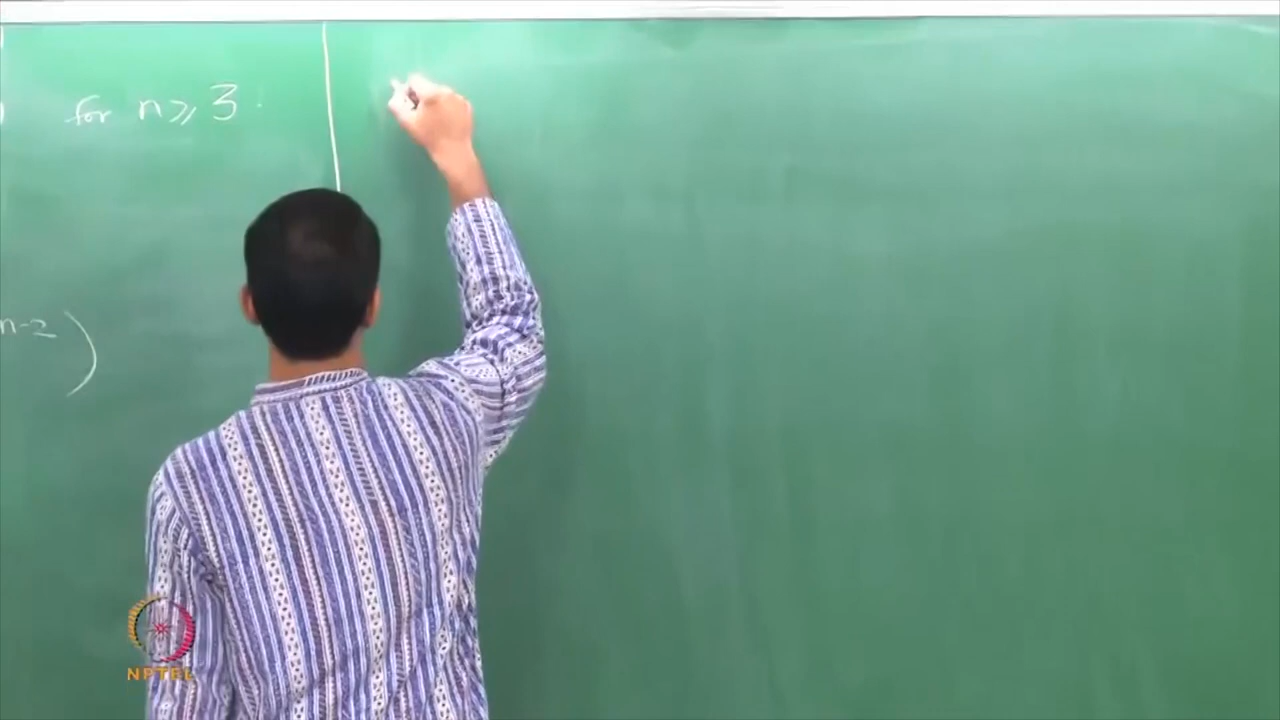 for n ≥ 3.
n-2 )
NPTEL